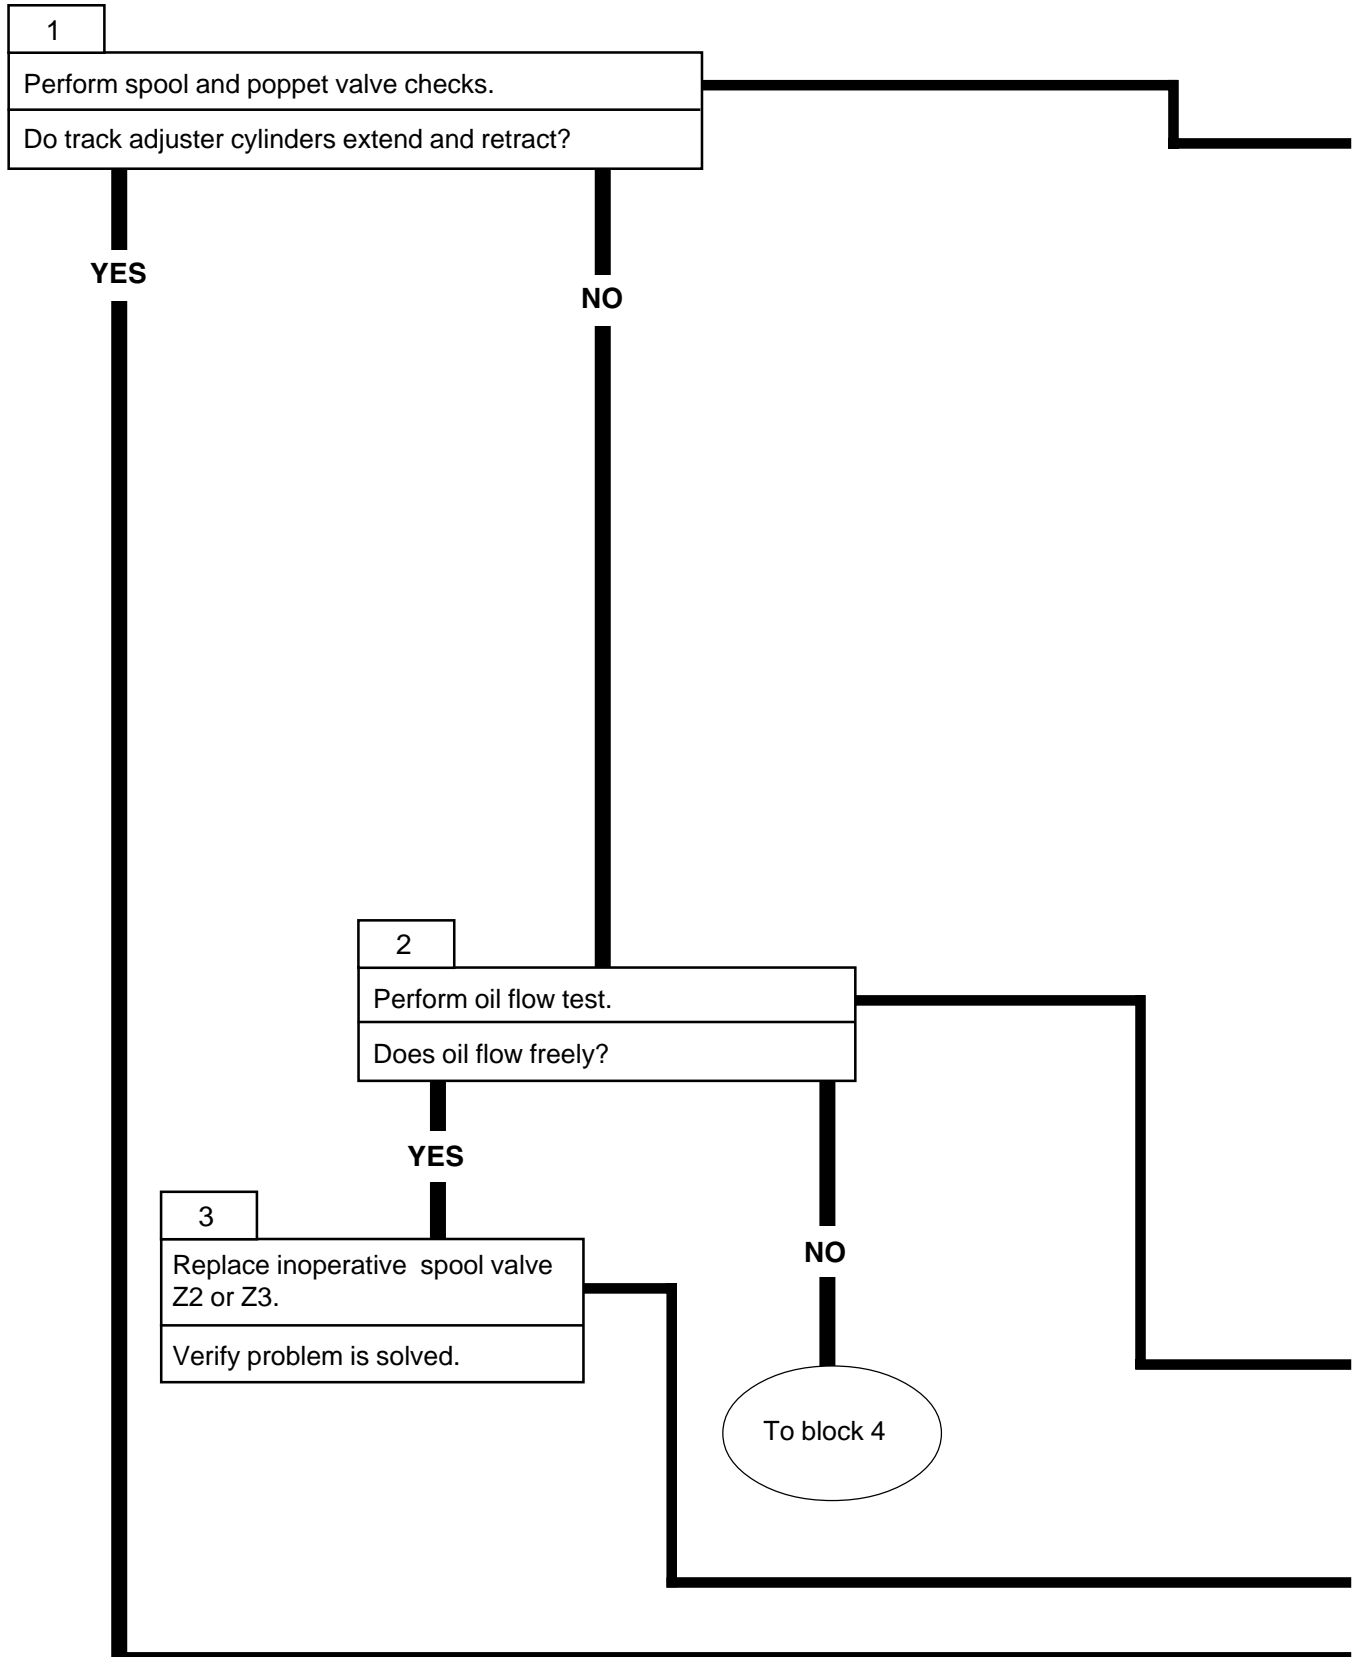 1
Perform spool and poppet valve checks.
Do track adjuster cylinders extend and retract?
YES
NO
2
Perform oil flow test.
Does oil flow freely?
YES
NO
3
Replace inoperative spool valve
Z2 or Z3.
Verify problem is solved.
To block 4